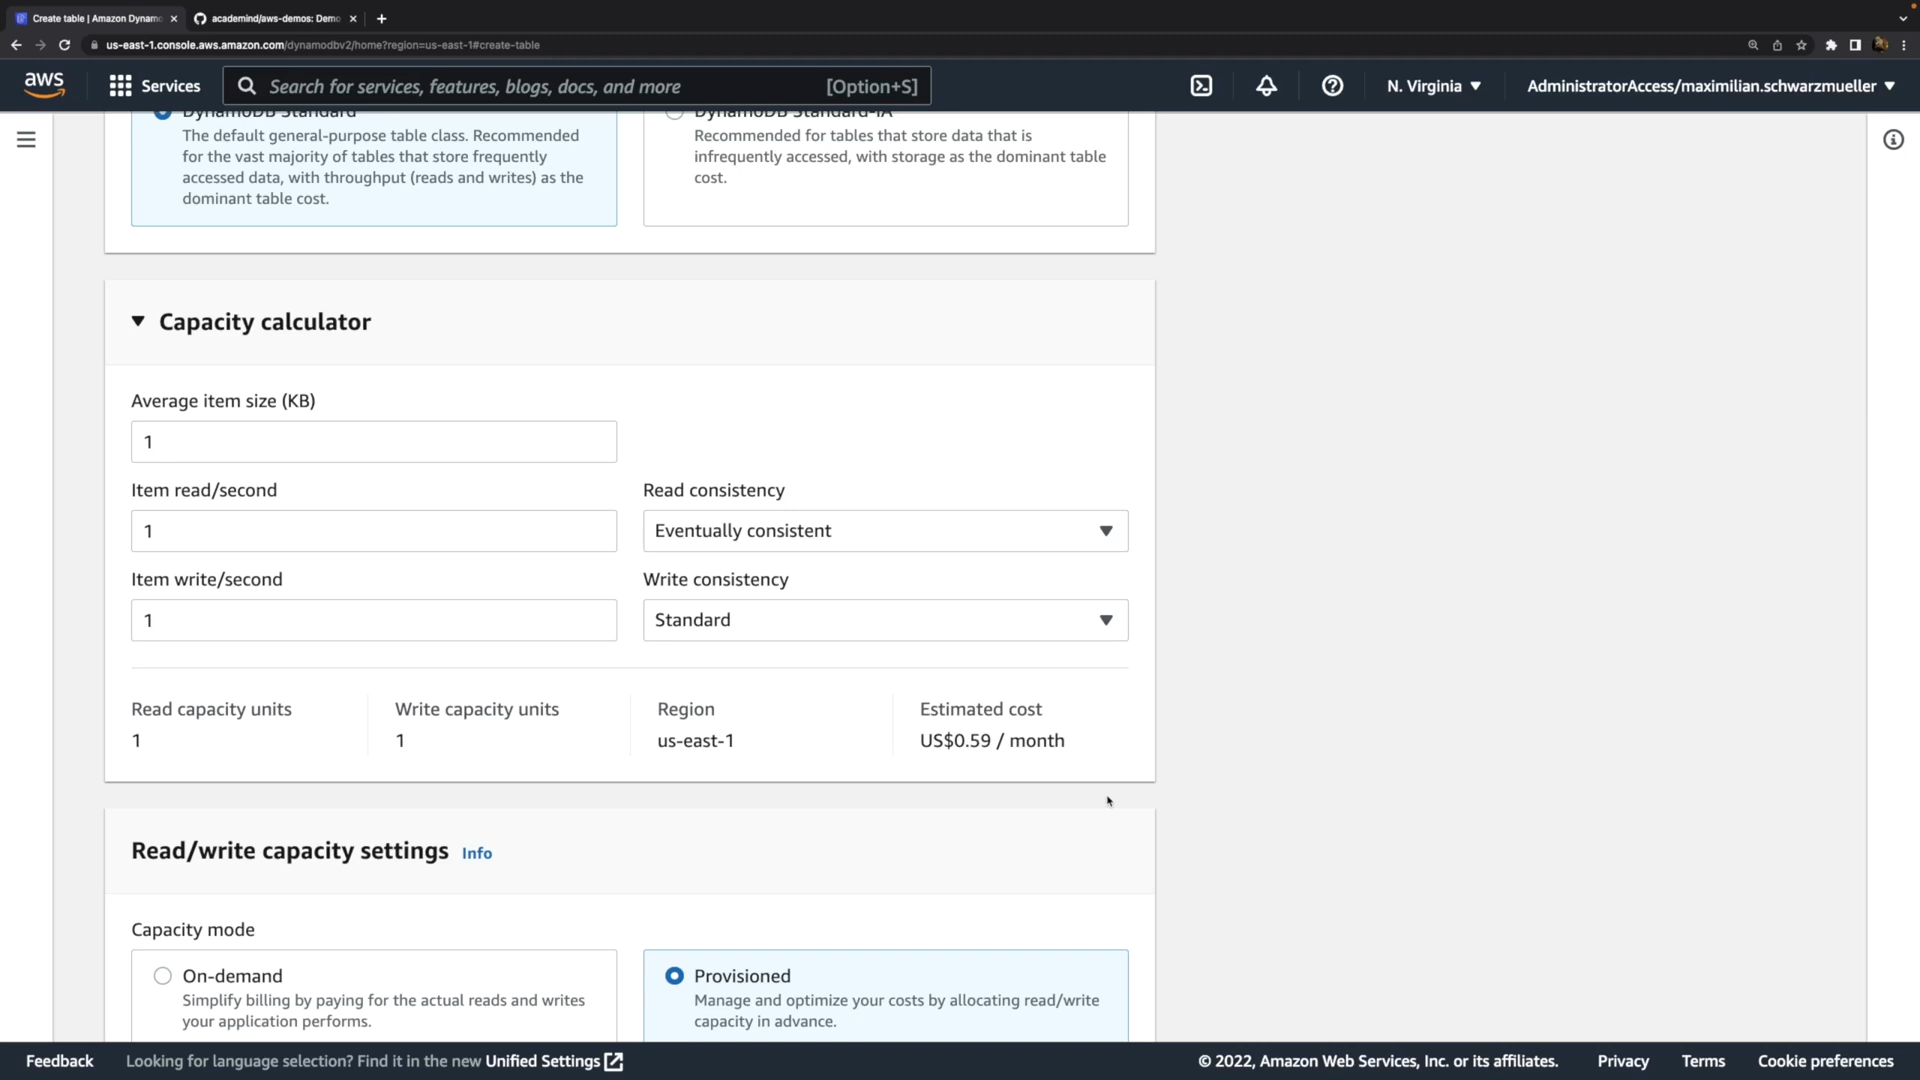 Create table | Amazon Dynamo
academind/aws-demos: Demo
us-east-1.console.aws.amazon.com/dynamodbv2/home?region=us-east-1#create-table
aws
Services
Search for services, features, blogs, docs, and more
[Option+S]
N. Virginia
AdministratorAccess/maximilian.schwarzmueller
DynamoDB Standard
The default general-purpose table class. Recommended
for the vast majority of tables that store frequently
accessed data, with throughput (reads and writes) as the
dominant table cost.
DynamoDB Standard-IA
Recommended for tables that store data that is
infrequently accessed, with storage as the dominant table
cost.
Capacity calculator
Average item size (KB)
1
Item read/second
1
Read consistency
Eventually consistent
Item write/second
1
Write consistency
Standard
Read capacity units
1
Write capacity units
1
Region
us-east-1
Estimated cost
US$0.59 / month
Read/write capacity settings Info
Capacity mode
On-demand
Simplify billing by paying for the actual reads and writes
your application performs.
Provisioned
Manage and optimize your costs by allocating read/write
capacity in advance.
Feedback
Looking for language selection? Find it in the new Unified Settings
© 2022, Amazon Web Services, Inc. or its affiliates.
Privacy
Terms
Cookie preferences